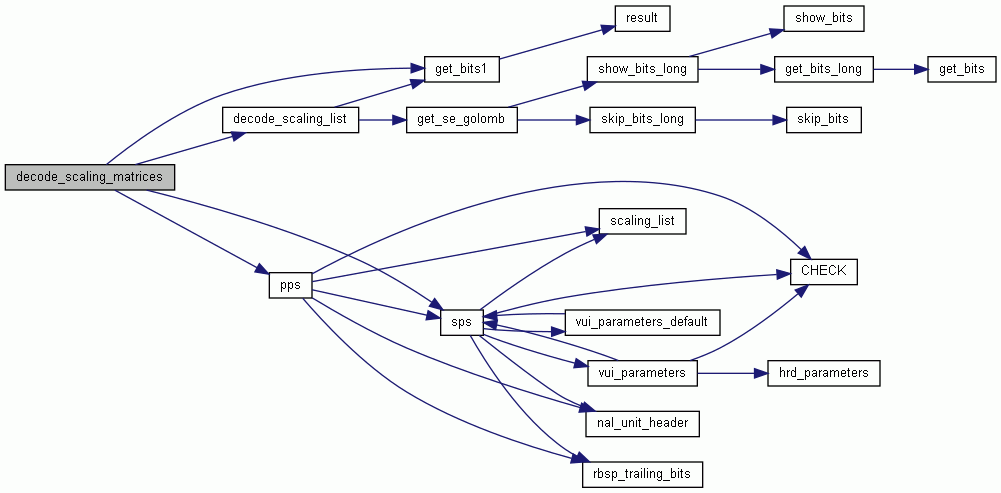 result
show_bits
get_bits1
show_bits_long
get_bits_long
get_bits
decode_scaling_list
get_se_golomb
skip_bits_long
skip_bits
decode_scaling_matrices
scaling_list
CHECK
pps
sps
vui_parameters_default
vui_parameters
hrd_parameters
nal_unit_header
rbsp_trailing_bits